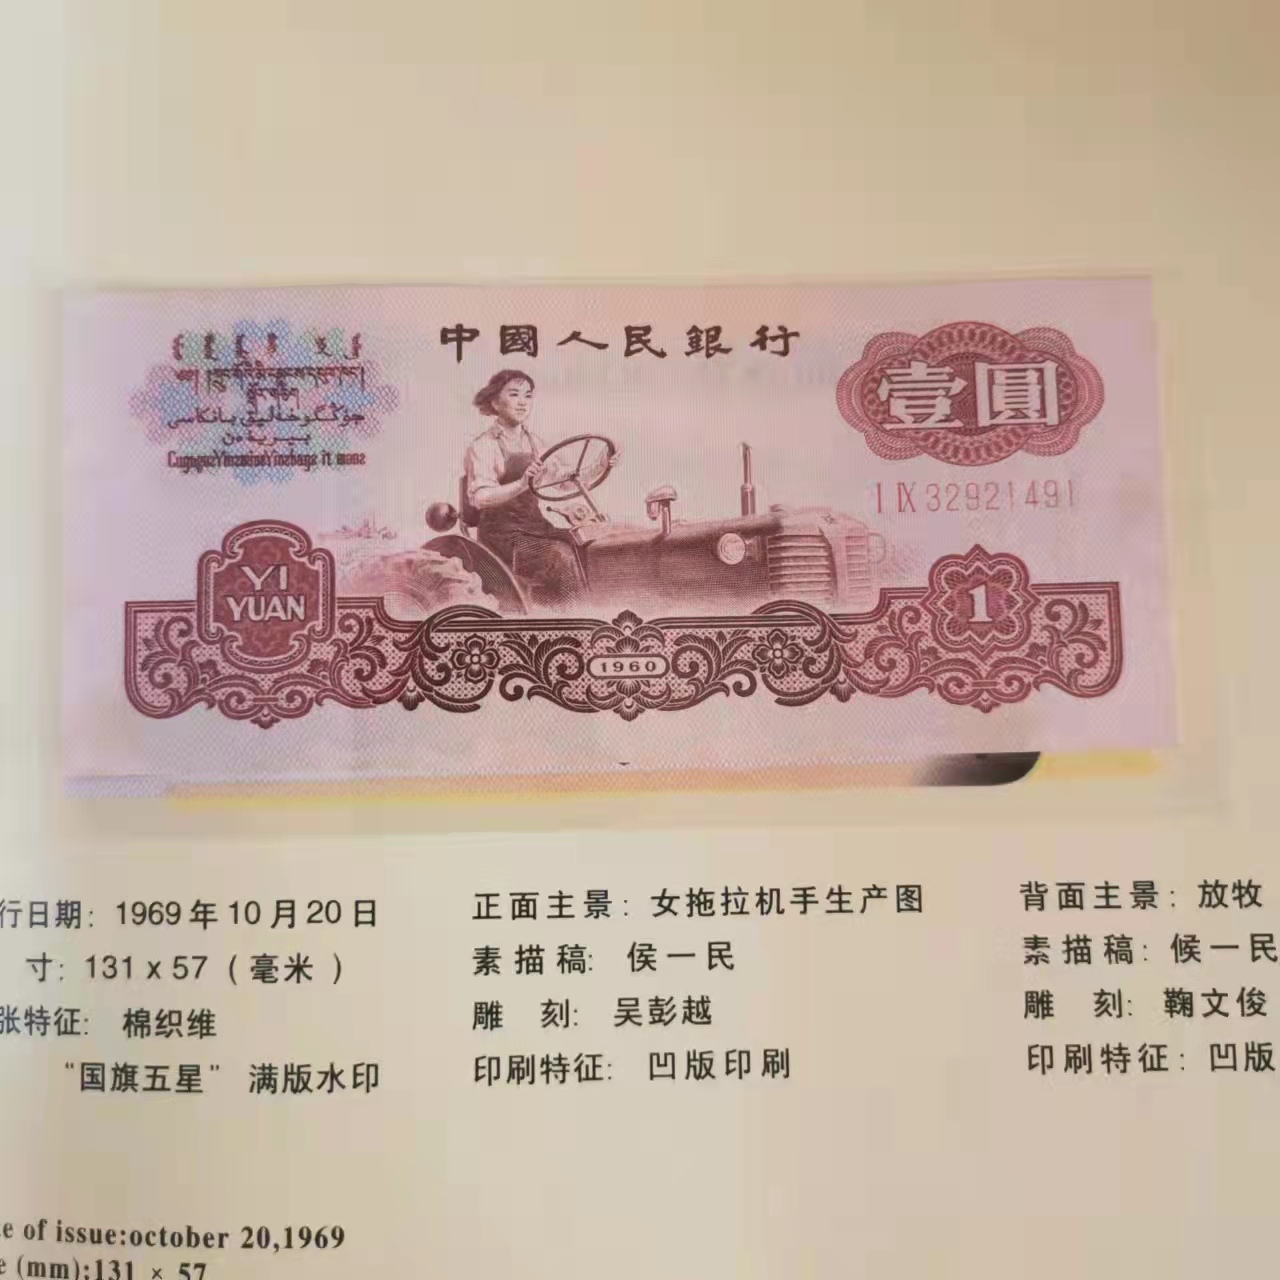 中國人民銀行
壹圓
I IX 32921491
YI
YUAN
1960
1
行日期: 1969年10月20日
寸: 131 x 57 (毫米)
张特征: 棉织维
“国旗五星” 满版水印
正面主景: 女拖拉机手生产图
素描稿: 侯一民
雕 刻: 吴彭越
印刷特征: 凹版印刷
背面主景: 放牧
素描稿: 候一民
雕 刻: 鞠文俊
印刷特征: 凹版
e of issue:october 20,1969
e (mm):131 × 57